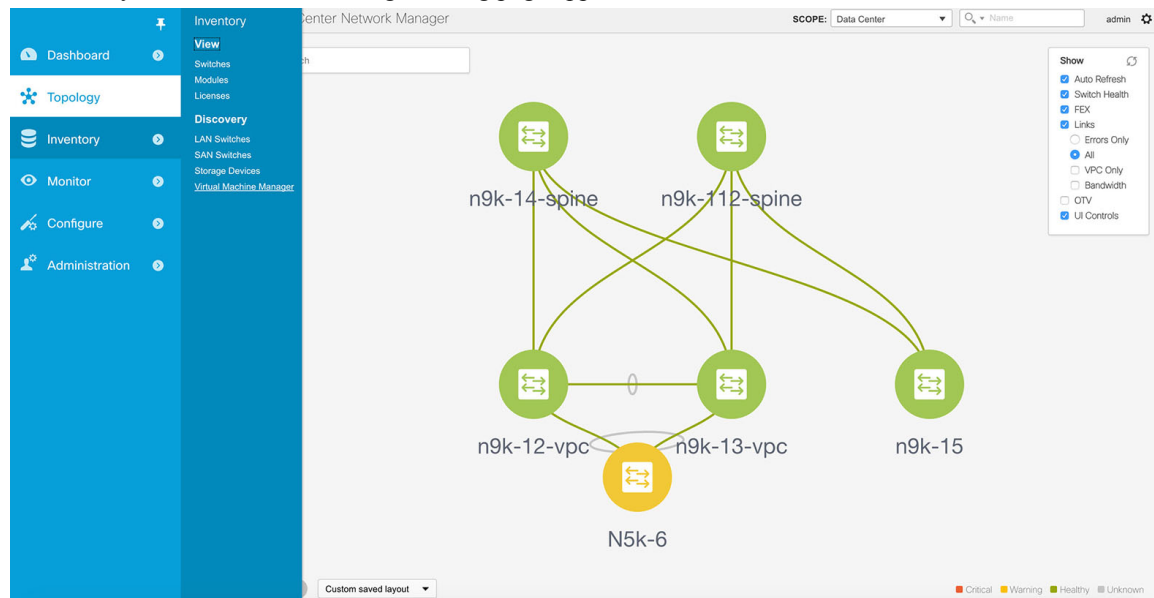 Dashboard
Topology
Inventory
Monitor
Configure
Administration
Inventory
View
Switches
Modules
Licenses
Discovery
LAN Switches
SAN Switches
Storage Devices
Virtual Machine Manager
Center Network Manager
SCOPE: Data Center
Name
admin
Show
Auto Refresh
Switch Health
FEX
Links
Errors Only
All
VPC Only
Bandwidth
OTV
UI Controls
n9k-14-spine
n9k-112-spine
n9k-12-vpc
n9k-13-vpc
n9k-15
N5k-6
Custom saved layout
Critical Warning Healthy Unknown